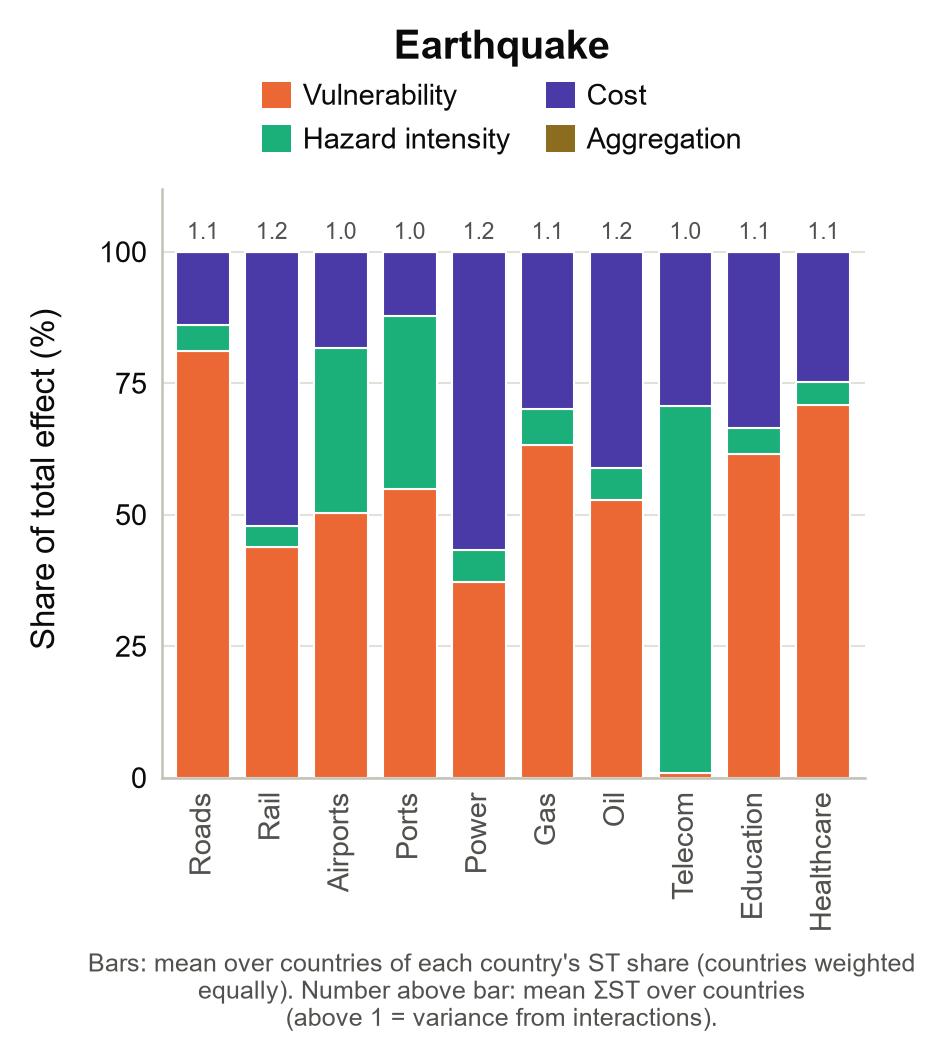 Earthquake
Vulnerability
Cost
Hazard intensity
Aggregation
1.1 1.2 1.0 1.0 1.2 1.1 1.2 1.0 1.1 1.1
100
75
50
25
0
Share of total effect (%)
Roads
Rail
Airports
Ports
Power
Gas
Oil
Telecom
Education
Healthcare
Bars: mean over countries of each country's ST share (countries weighted
equally). Number above bar: mean ΣST over countries
(above 1 = variance from interactions).